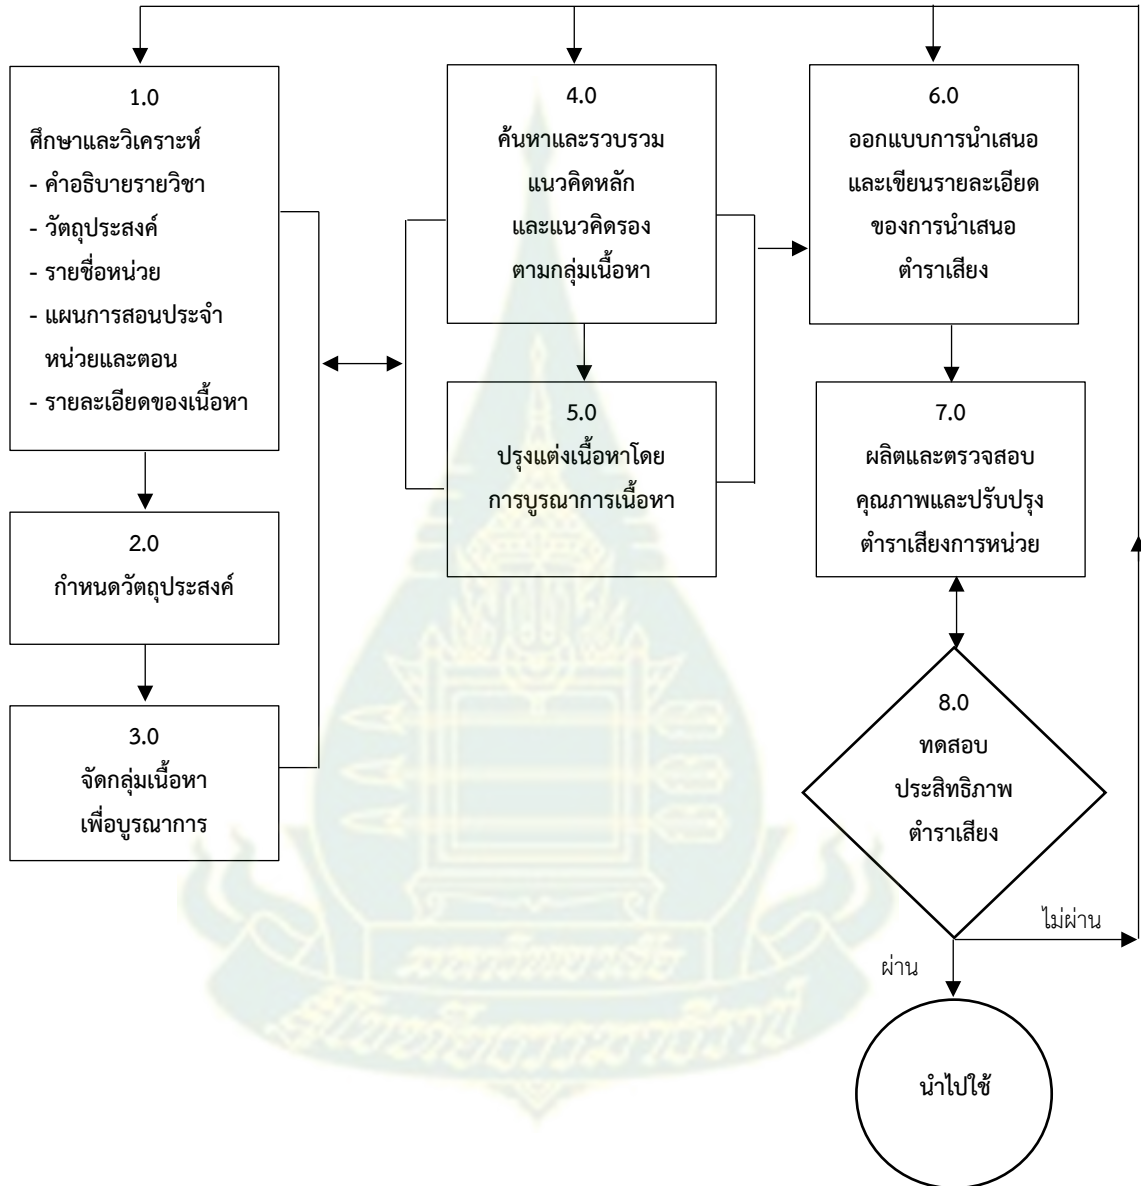 1.0
ศึกษาและวิเคราะห์
- คำอธิบายรายวิชา
- วัตถุประสงค์
- รายชื่อหน่วย
- แผนการสอนประจำ
หน่วยและตอน
- รายละเอียดของเนื้อหา
2.0
กำหนดวัตถุประสงค์
3.0
จัดกลุ่มเนื้อหา
เพื่อบูรณาการ
4.0
ค้นหาและรวบรวม
แนวคิดหลัก
และแนวคิดรอง
ตามกลุ่มเนื้อหา
5.0
ปรุงแต่งเนื้อหาโดย
การบูรณาการเนื้อหา
6.0
ออกแบบการนำเสนอ
และเขียนรายละเอียด
ของการนำเสนอ
ตำราเสียง
7.0
ผลิตและตรวจสอบ
คุณภาพและปรับปรุง
ตำราเสียงการหน่วย
8.0
ทดสอบ
ประสิทธิภาพ
ตำราเสียง
ไม่ผ่าน
ผ่าน
นำไปใช้